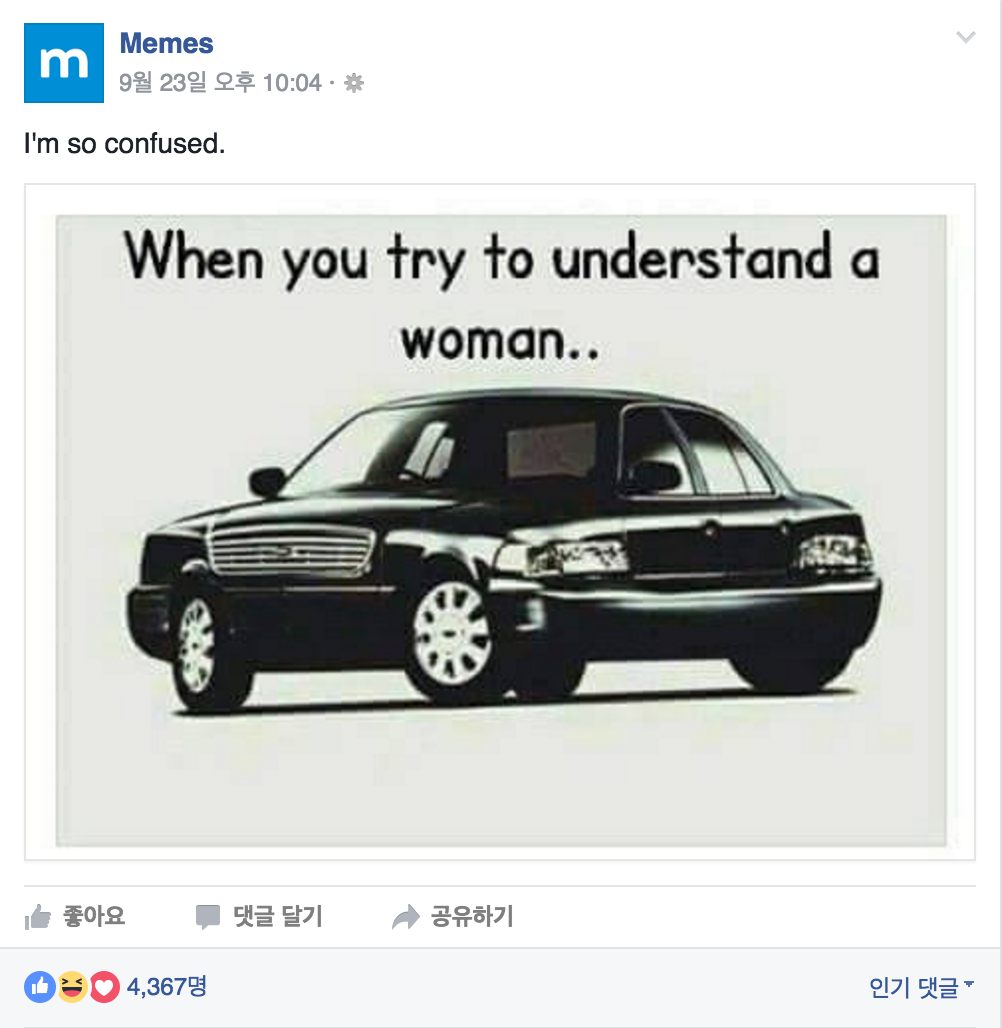 m
Memes
9월 23일 오후 10:04 ·
I'm so confused.
When you try to understand a
woman..
좋아요
댓글 달기
공유하기
4,367명
인기 댓글